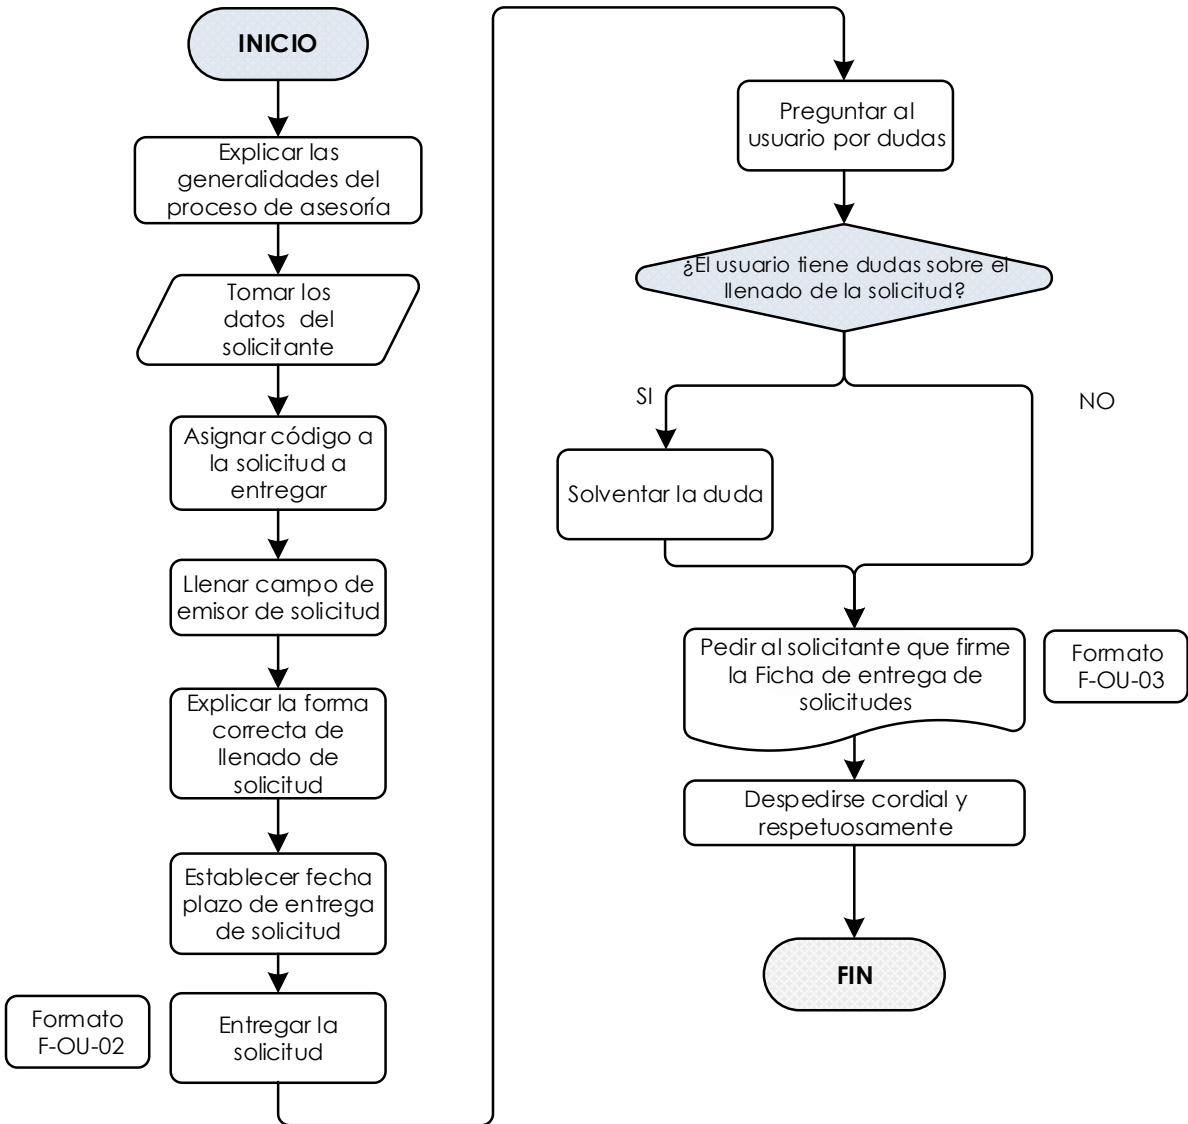 INICIO
Explicar las
generalidades del
proceso de asesoría
Tomar los
datos del
solicitante
Asignar código a
la solicitud a
entregar
Llenar campo de
emisor de solicitud
Explicar la forma
correcta de
llenado de
solicitud
Establecer fecha
plazo de entrega
de solicitud
Formato
F-OU-02
Entregar la
solicitud
Preguntar al
usuario por dudas
¿El usuario tiene dudas sobre el
llenado de la solicitud?
SI
NO
Solventar la duda
Pedir al solicitante que firme
la Ficha de entrega de
solicitudes
Formato
F-OU-03
Despedirse cordial y
respetuosamente
FIN